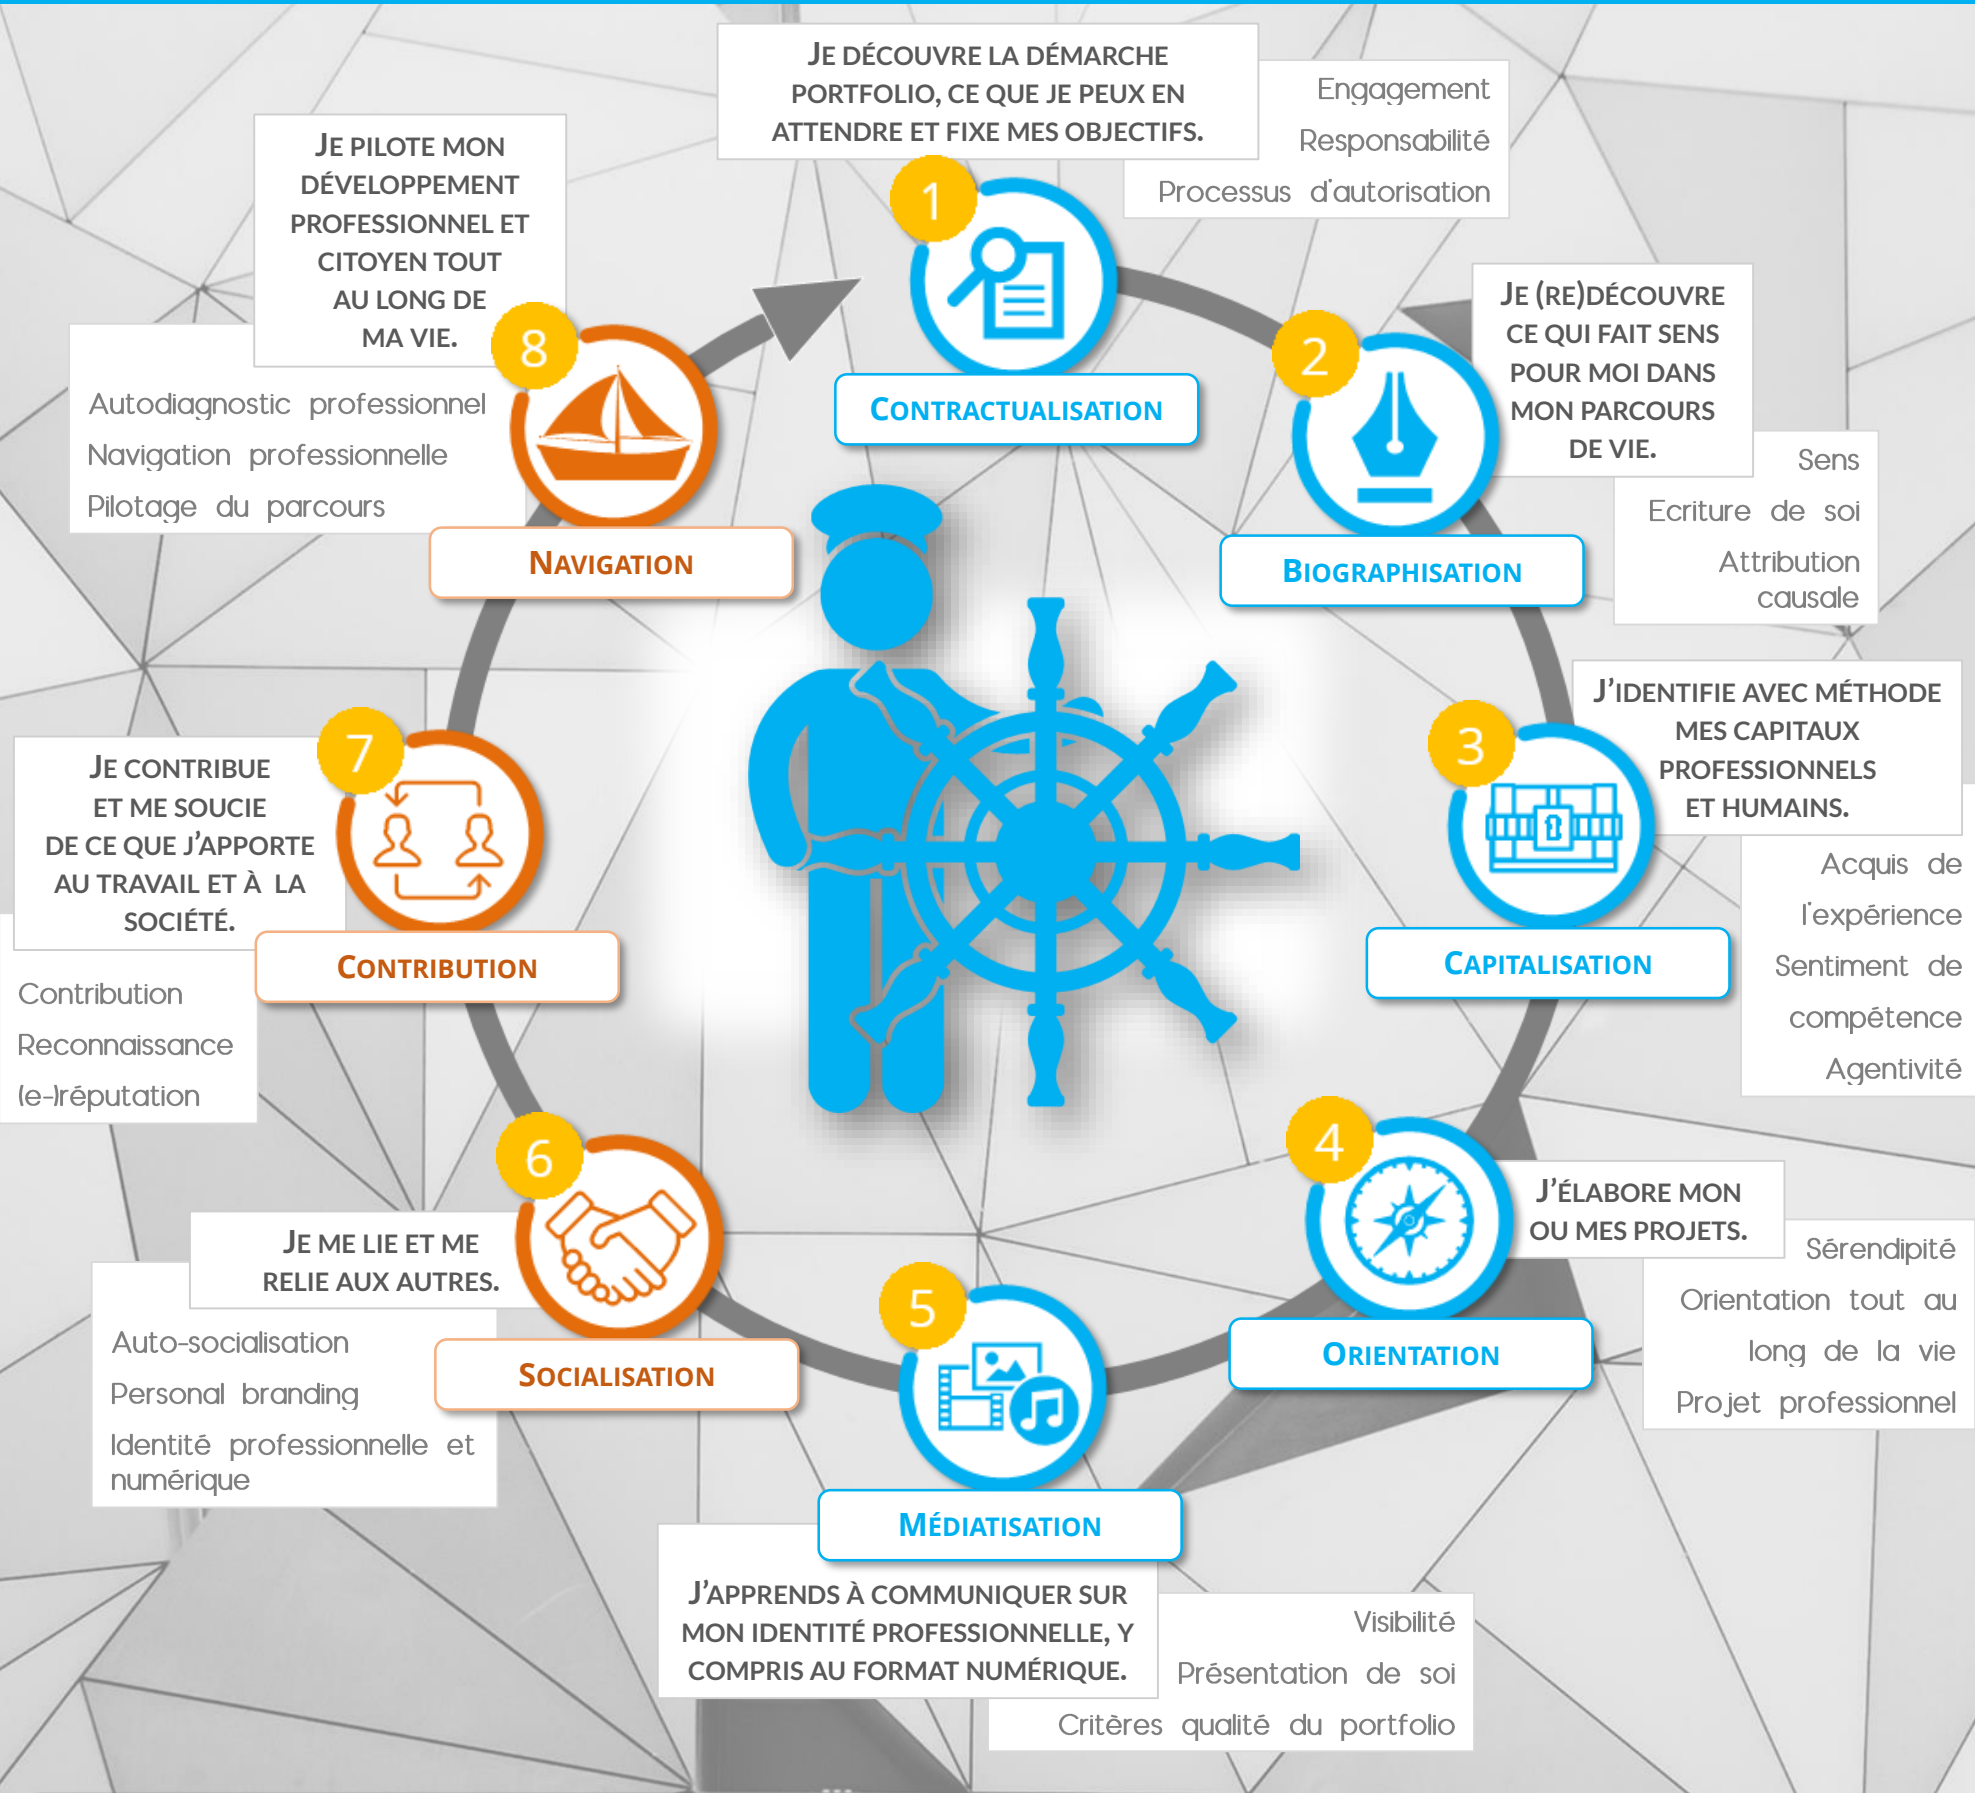 JE DÉCOUVRE LA DÉMARCHE
PORTFOLIO, CE QUE JE PEUX EN
ATTENDRE ET FIXE MES OBJECTIFS.
Engagement
Responsabilité
Processus d'autorisation
1
CONTRACTUALISATION
2
JE (RE)DÉCOUVRE
CE QUI FAIT SENS
POUR MOI DANS
MON PARCOURS
DE VIE.
Sens
Ecriture de soi
Attribution
causale
BIOGRAPHISATION
3
J'IDENTIFIE AVEC MÉTHODE
MES CAPITAUX
PROFESSIONNELS
ET HUMAINS.
Acquis de
l'expérience
Sentiment de
compétence
Agentivité
CAPITALISATION
4
J'ÉLABORE MON
OU MES PROJETS.
Sérendipité
Orientation tout au
long de la vie
Projet professionnel
ORIENTATION
5
MÉDIATISATION
J'APPRENDS À COMMUNIQUER SUR
MON IDENTITÉ PROFESSIONNELLE, Y
COMPRIS AU FORMAT NUMÉRIQUE.
Visibilité
Présentation de soi
Critères qualité du portfolio
6
JE ME LIE ET ME
RELIE AUX AUTRES.
Auto-socialisation
Personal branding
Identité professionnelle et
numérique
SOCIALISATION
7
JE CONTRIBUE
ET ME SOUCIE
DE CE QUE J'APPORTE
AU TRAVAIL ET À LA
SOCIÉTÉ.
Contribution
Reconnaissance
(e-)réputation
CONTRIBUTION
8
JE PILOTE MON
DÉVELOPPEMENT
PROFESSIONNEL ET
CITOYEN TOUT
AU LONG DE
MA VIE.
Autodiagnostic professionnel
Navigation professionnelle
Pilotage du parcours
NAVIGATION